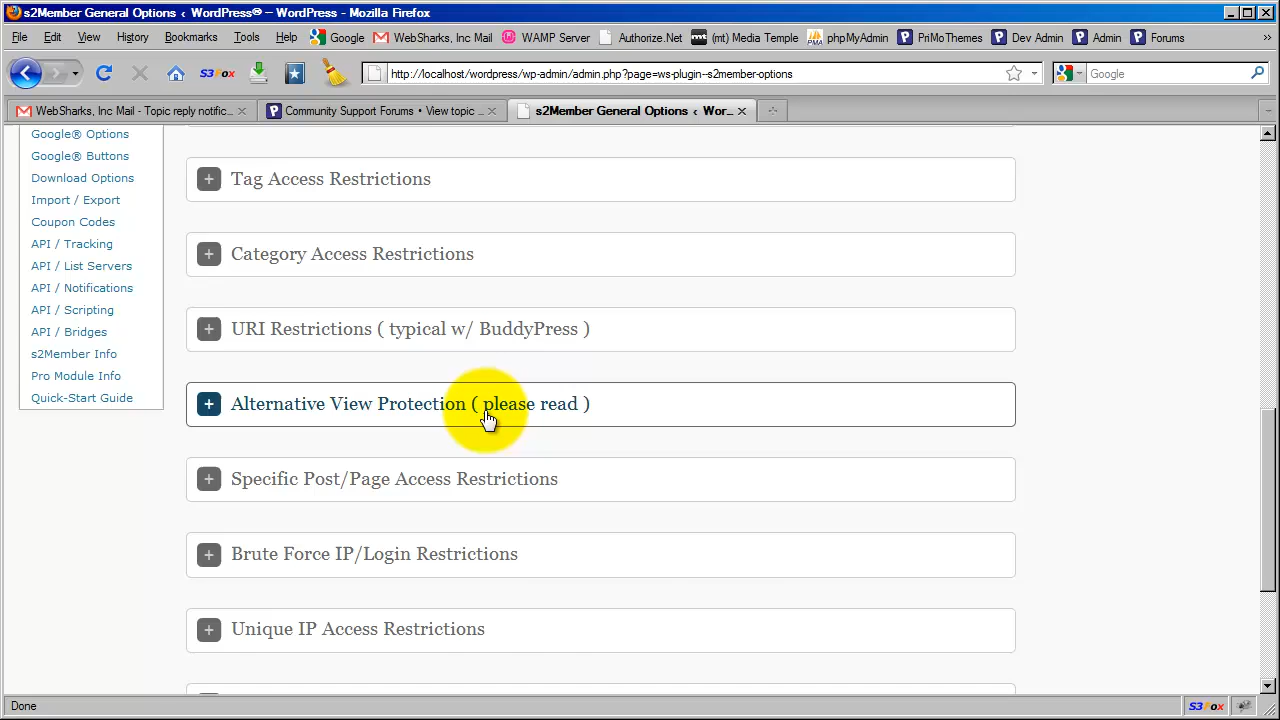 s2Member General Options ‹ WordPress® — WordPress - Mozilla Firefox
File Edit View History Bookmarks Tools Help Google WebSharks, Inc Mail WAMP Server Authorize.Net (mt) Media Temple phpMyAdmin PriMoThemes Dev Admin Admin Forums »
S3Fox http://localhost/wordpress/wp-admin/admin.php?page=ws-plugin--s2member-options Google
WebSharks, Inc Mail - Topic reply notific... Community Support Forums • View topic ... s2Member General Options ‹ Wor...
Google® Options
Google® Buttons
Download Options
Import / Export
Coupon Codes
API / Tracking
API / List Servers
API / Notifications
API / Scripting
API / Bridges
s2Member Info
Pro Module Info
Quick-Start Guide
Tag Access Restrictions
Category Access Restrictions
URI Restrictions ( typical w/ BuddyPress )
Alternative View Protection ( please read )
Specific Post/Page Access Restrictions
Brute Force IP/Login Restrictions
Unique IP Access Restrictions
Done S3Fox